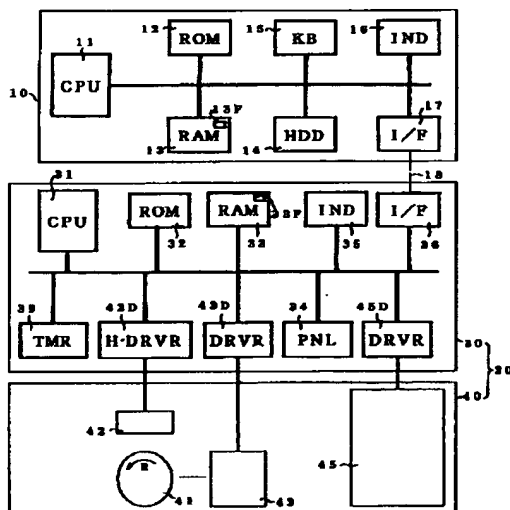 11
12
15
16
ROM
KB
IND
CPU
10
13F
17
RAM
HDD
I/F
13
14
18
31
CPU
ROM
RAM
33F
IND
I/F
32
33
35
36
39
42D
43D
34
45D
TMR
H-DRVR
DRVR
PNL
DRVR
30
20
40
42
R
45
41
43